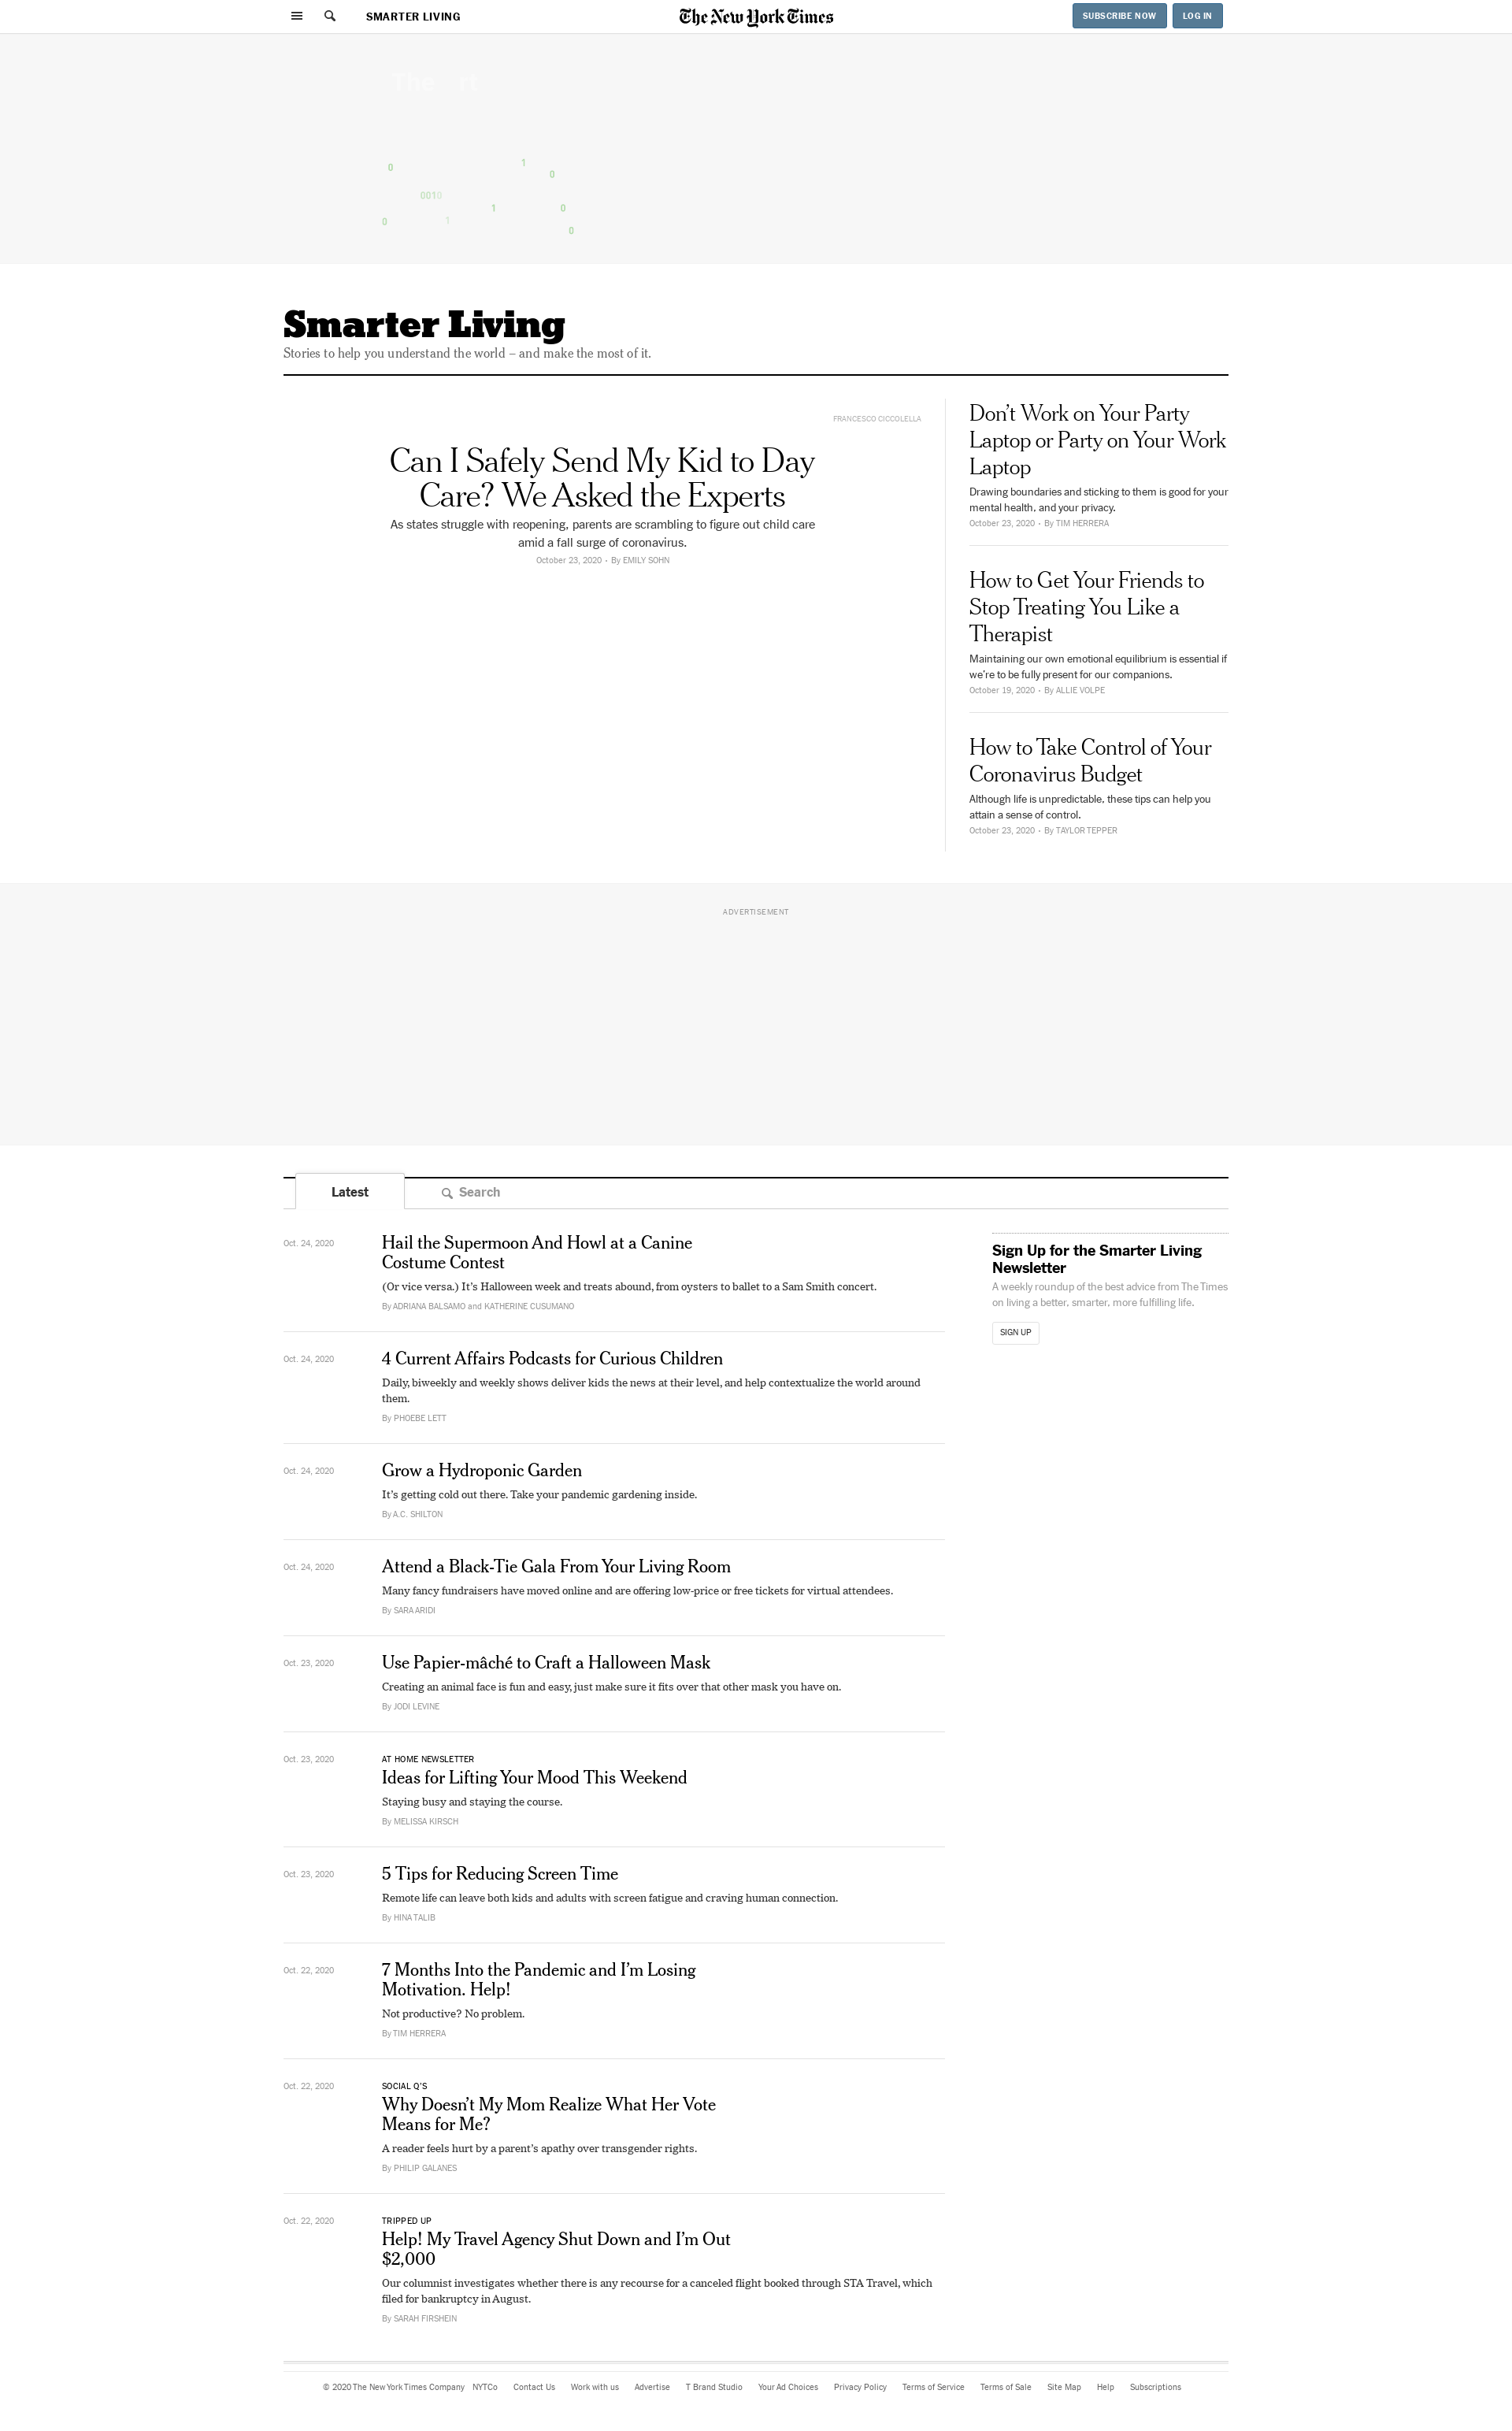 SMARTER LIVING
The New York Times
SUBSCRIBE NOW
LOG IN
The
rt
0
1
0
0010
1
0
0
1
0
Smarter Living
Stories to help you understand the world – and make the most of it.
FRANCESCO CICCOLELLA
Can I Safely Send My Kid to Day
Care? We Asked the Experts
As states struggle with reopening, parents are scrambling to figure out child care
amid a fall surge of coronavirus.
October 23, 2020 • By EMILY SOHN
Don’t Work on Your Party
Laptop or Party on Your Work
Laptop
Drawing boundaries and sticking to them is good for your
mental health, and your privacy.
October 23, 2020 • By TIM HERRERA
How to Get Your Friends to
Stop Treating You Like a
Therapist
Maintaining our own emotional equilibrium is essential if
we’re to be fully present for our companions.
October 19, 2020 • By ALLIE VOLPE
How to Take Control of Your
Coronavirus Budget
Although life is unpredictable, these tips can help you
attain a sense of control.
October 23, 2020 • By TAYLOR TEPPER
ADVERTISEMENT
Latest
Search
Oct. 24, 2020
Hail the Supermoon And Howl at a Canine
Costume Contest
(Or vice versa.) It’s Halloween week and treats abound, from oysters to ballet to a Sam Smith concert.
By ADRIANA BALSAMO and KATHERINE CUSUMANO
Sign Up for the Smarter Living
Newsletter
A weekly roundup of the best advice from The Times
on living a better, smarter, more fulfilling life.
SIGN UP
Oct. 24, 2020
4 Current Affairs Podcasts for Curious Children
Daily, biweekly and weekly shows deliver kids the news at their level, and help contextualize the world around
them.
By PHOEBE LETT
Oct. 24, 2020
Grow a Hydroponic Garden
It’s getting cold out there. Take your pandemic gardening inside.
By A.C. SHILTON
Oct. 24, 2020
Attend a Black-Tie Gala From Your Living Room
Many fancy fundraisers have moved online and are offering low-price or free tickets for virtual attendees.
By SARA ARIDI
Oct. 23, 2020
Use Papier-mâché to Craft a Halloween Mask
Creating an animal face is fun and easy, just make sure it fits over that other mask you have on.
By JODI LEVINE
Oct. 23, 2020
AT HOME NEWSLETTER
Ideas for Lifting Your Mood This Weekend
Staying busy and staying the course.
By MELISSA KIRSCH
Oct. 23, 2020
5 Tips for Reducing Screen Time
Remote life can leave both kids and adults with screen fatigue and craving human connection.
By HINA TALIB
Oct. 22, 2020
7 Months Into the Pandemic and I’m Losing
Motivation. Help!
Not productive? No problem.
By TIM HERRERA
Oct. 22, 2020
SOCIAL Q’S
Why Doesn’t My Mom Realize What Her Vote
Means for Me?
A reader feels hurt by a parent’s apathy over transgender rights.
By PHILIP GALANES
Oct. 22, 2020
TRIPPED UP
Help! My Travel Agency Shut Down and I’m Out
$2,000
Our columnist investigates whether there is any recourse for a canceled flight booked through STA Travel, which
filed for bankruptcy in August.
By SARAH FIRSHEIN
© 2020 The New York Times Company NYTCo Contact Us Work with us Advertise T Brand Studio Your Ad Choices Privacy Policy Terms of Service Terms of Sale Site Map Help Subscriptions